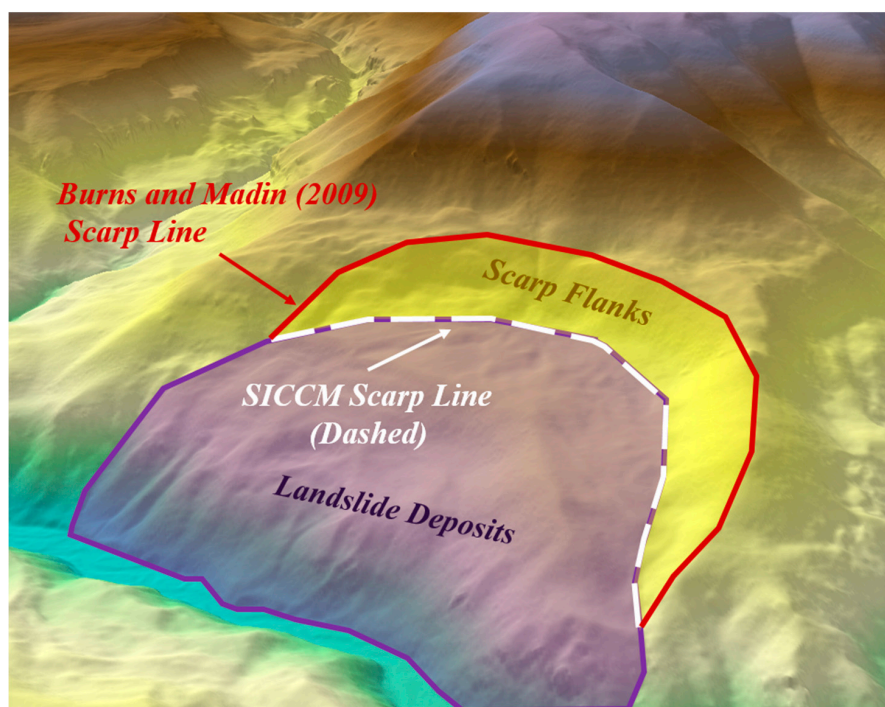 Burns and Madin (2009)
Scarp Line
Scarp Flanks
SICCM Scarp Line
(Dashed)
Landslide Deposits